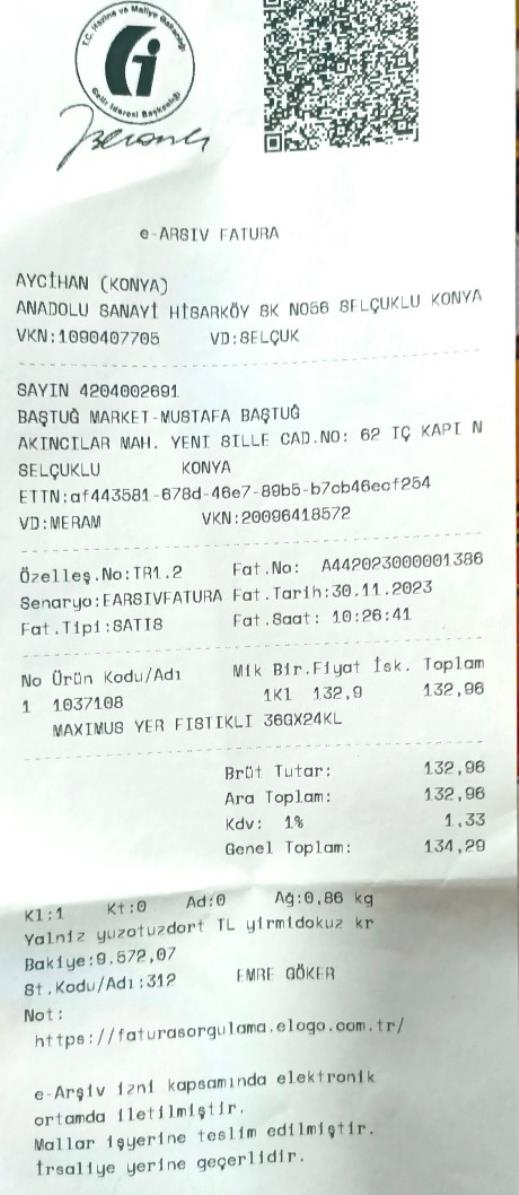 T.C. Hazine ve Maliye Bakanlığı
Gelir İdaresi Başkanlığı
e-ARSIV FATURA
AYCİHAN (KONYA)
ANADOLU SANAYİ HİSARKÖY SK NO56 SELÇUKLU KONYA
VKN:1090407705 VD:SELÇUK
SAYIN 4204002691
BAŞTUĞ MARKET-MUSTAFA BAŞTUĞ
AKINCILAR MAH. YENI SILLE CAD.NO: 62 IÇ KAPI N
SELÇUKLU KONYA
ETTN:af443581-678d-46e7-89b5-b7cb46ecf254
VD:MERAM VKN:20096418572
Özelleş.No:TR1.2 Fat.No: A442023000001386
Senaryo:EARSIVFATURA Fat.Tarih:30.11.2023
Fat.Tipi:SATIS Fat.Saat: 10:26:41
No Ürün Kodu/Adı Mik Bir.Fiyat İsk. Toplam
1 1037108 1Kl 132,9 132,96
MAXIMUS YER FISTIKLI 36GX24KL
Brüt Tutar: 132,96
Ara Toplam: 132,96
Kdv: 1% 1,33
Genel Toplam: 134,29
Kl:1 Kt:0 Ad:0 Ağ:0,86 kg
Yalniz yuzotuzdort TL yirmidokuz kr
Bakiye:9.572,07
St.Kodu/Adı:312 EMRE GÖKER
Not:
https://faturasorgulama.elogo.com.tr/
e-Arşiv izni kapsamında elektronik
ortamda iletilmiştir.
Mallar işyerine teslim edilmiştir.
İrsaliye yerine geçerlidir.